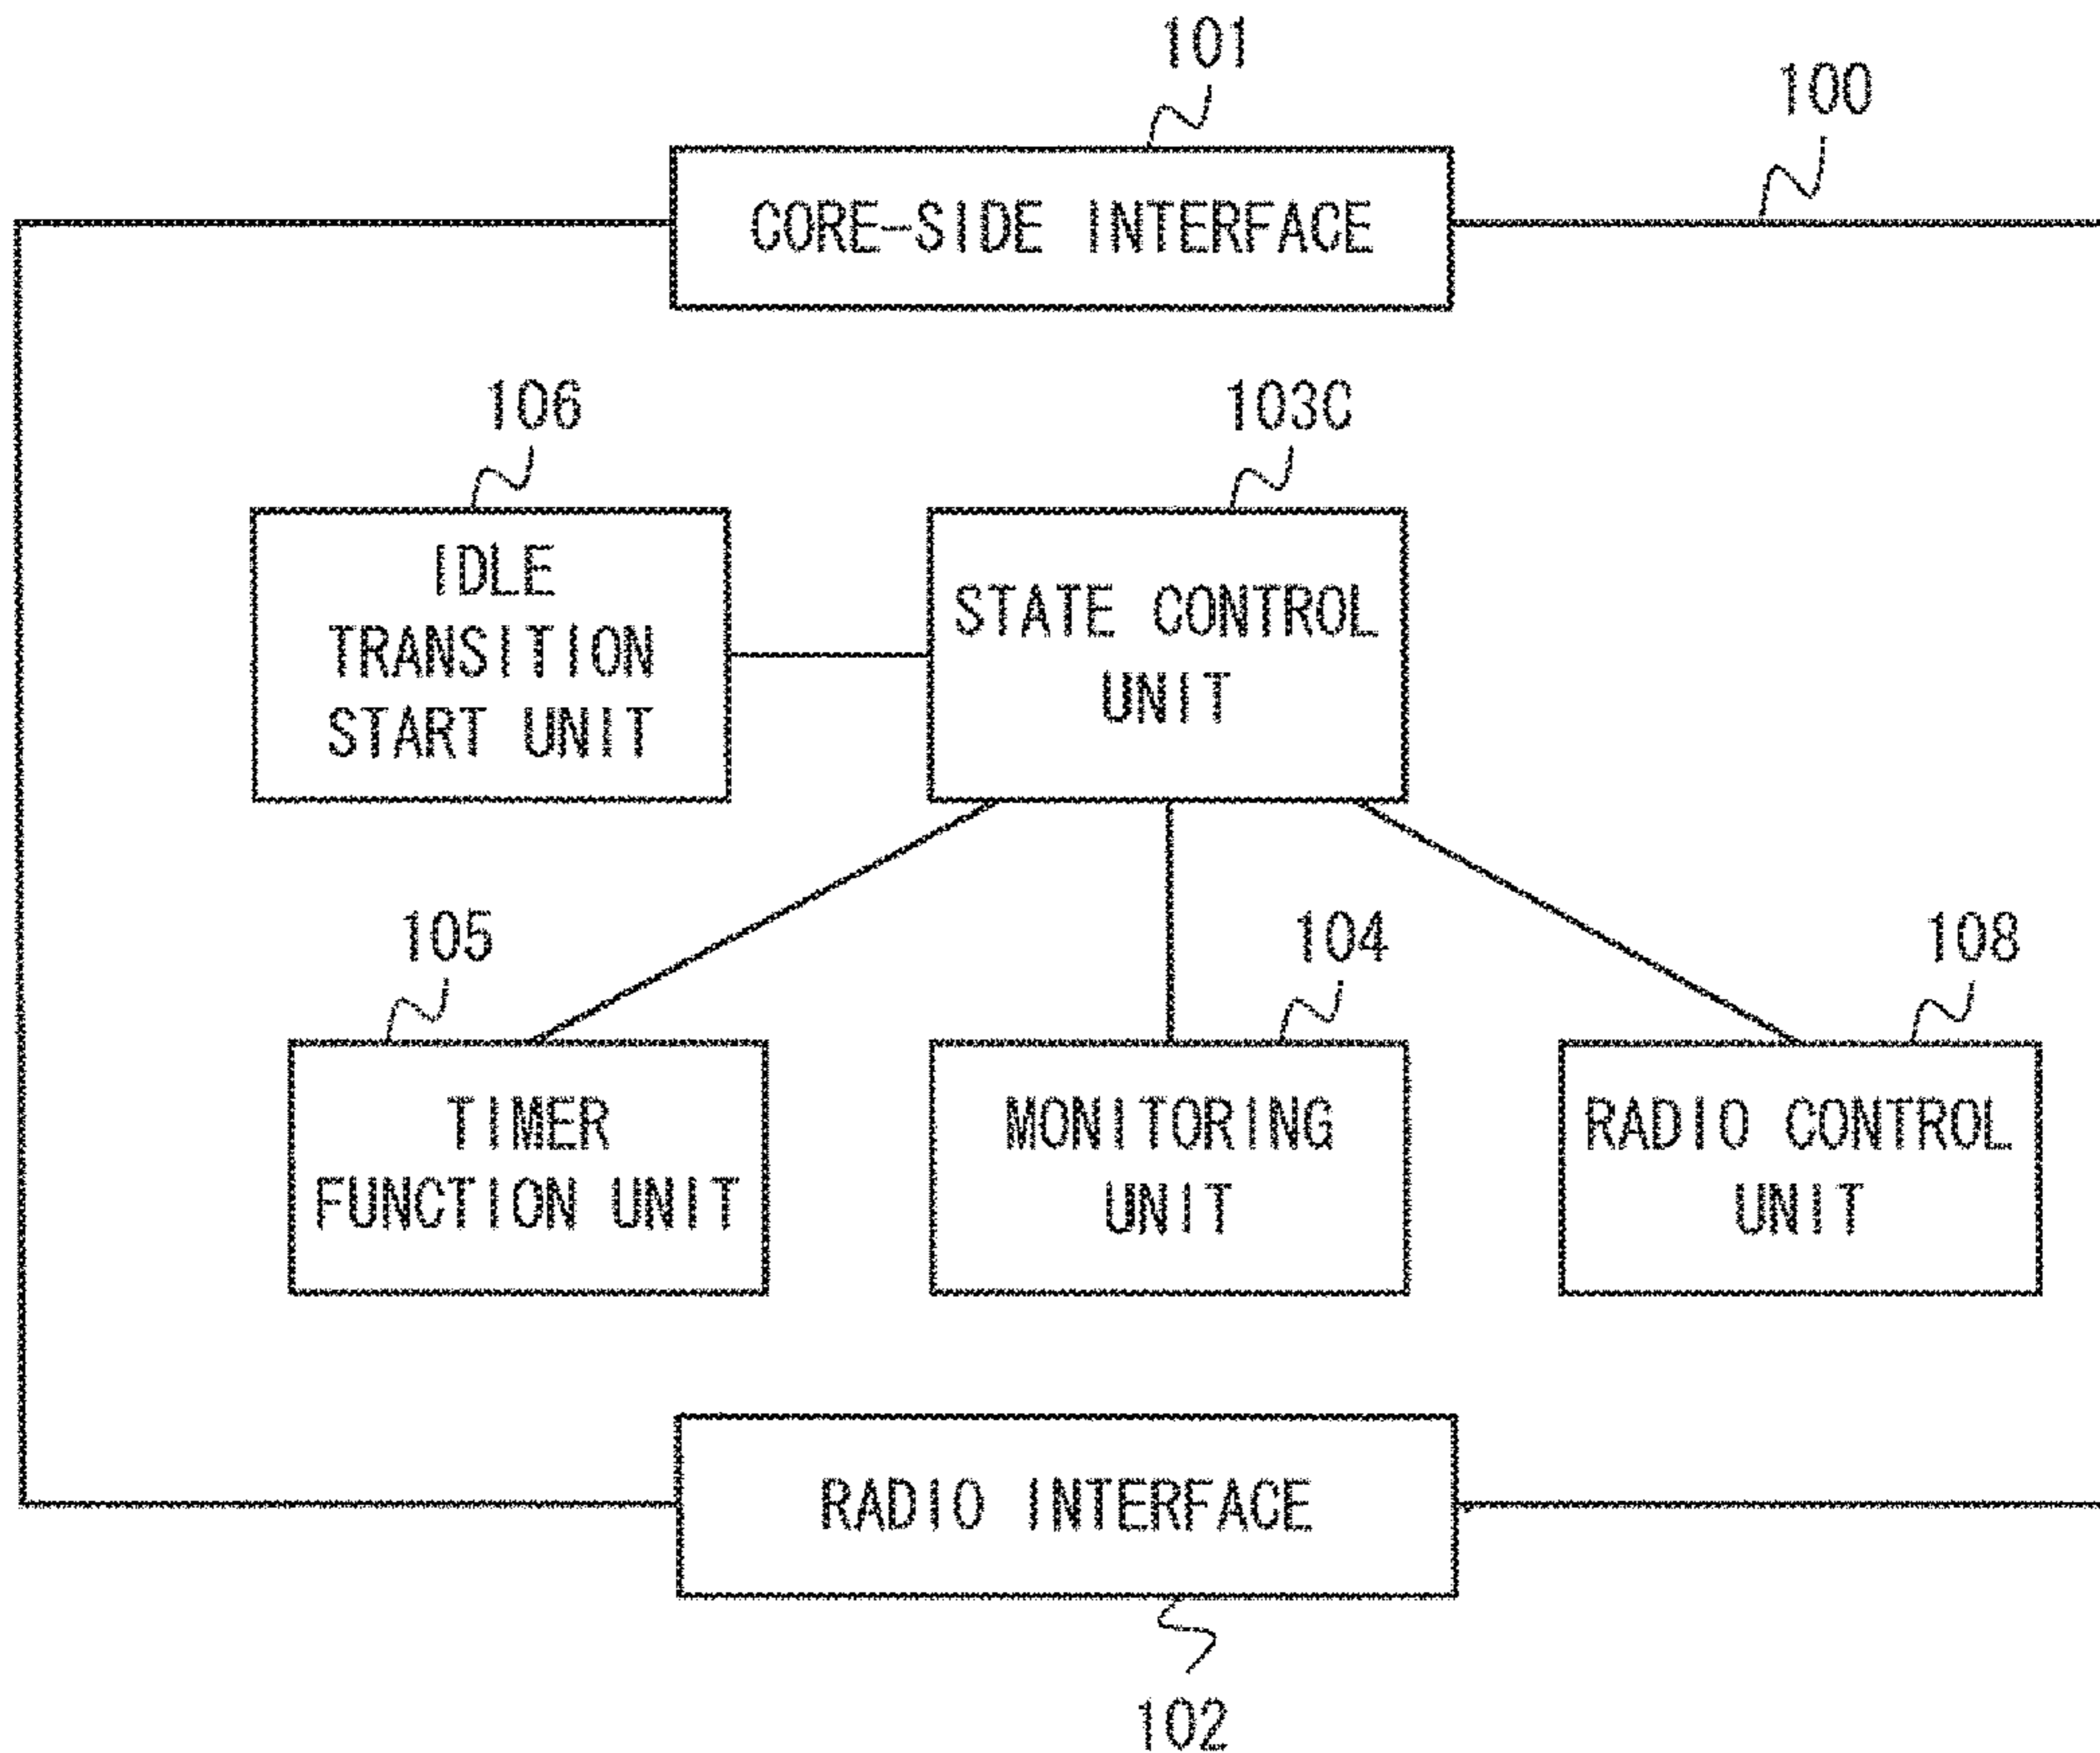 101
100
CORE-SIDE INTERFACE
106
103C
IDLE
TRANSITION
START UNIT
STATE CONTROL
UNIT
105
104
108
TIMER
FUNCTION UNIT
MONITORING
UNIT
RADIO CONTROL
UNIT
RADIO INTERFACE
102